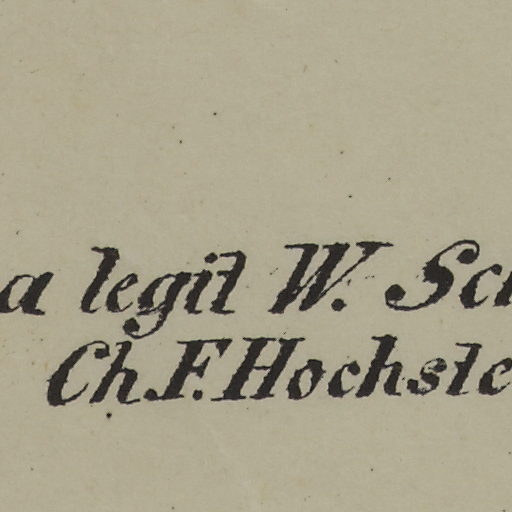 a legit W. Sc
Ch. F. Hochste